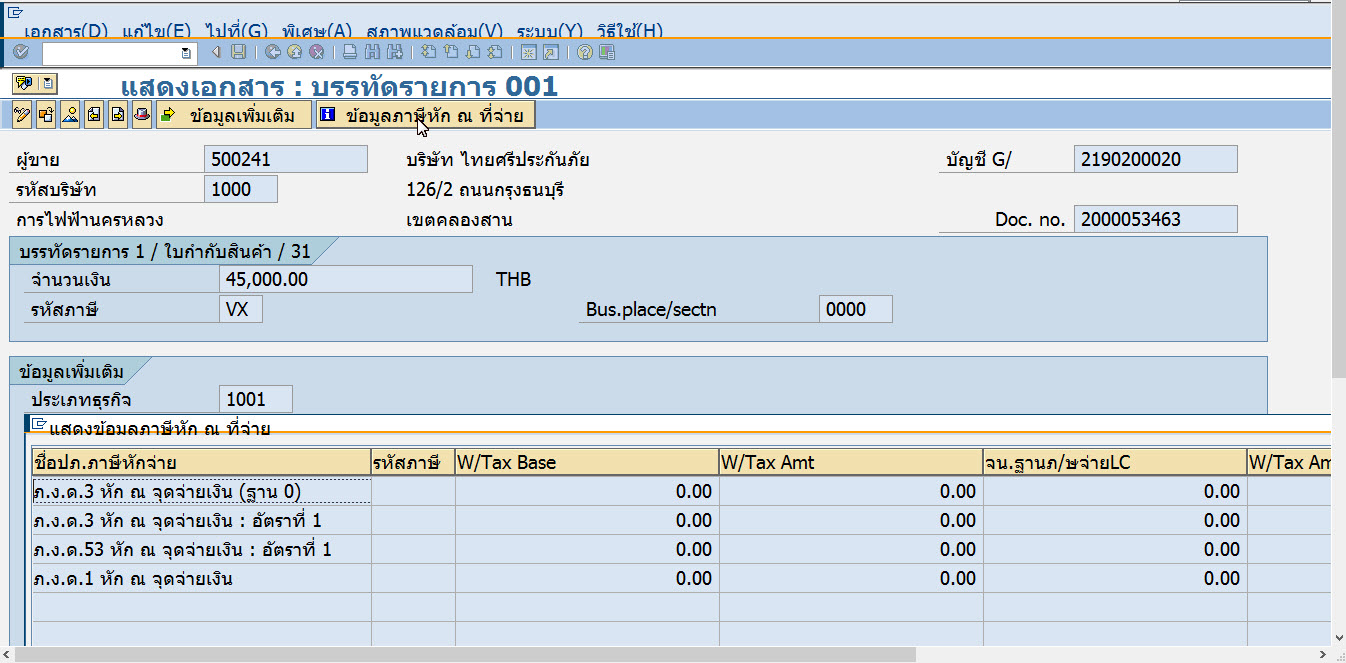 เอกสาร(D) แก้ไข(E) ไปที่(G) พิเศษ(A) สภาพแวดล้อม(V) ระบบ(Y) วิธีใช้(H)
แสดงเอกสาร : บรรทัดรายการ 001
ข้อมูลเพิ่มเติม ข้อมูลภาษีหัก ณ ที่จ่าย
ผู้ขาย 500241 บริษัท ไทยศรีประกันภัย บัญชี G/ 2190200020
รหัสบริษัท 1000 126/2 ถนนกรุงธนบุรี
การไฟฟ้านครหลวง เขตคลองสาน Doc. no. 2000053463
บรรทัดรายการ 1 / ใบกำกับสินค้า / 31
จำนวนเงิน 45,000.00 THB
รหัสภาษี VX Bus.place/sectn 0000
ข้อมูลเพิ่มเติม
ประเภทธุรกิจ 1001
แสดงข้อมูลภาษีหัก ณ ที่จ่าย
ชื่อปภ.ภาษีหักจ่าย รหัสภาษี W/Tax Base W/Tax Amt จน.ฐานภ/ษจ่ายLC W/Tax Am
ภ.ง.ด.3 หัก ณ จุดจ่ายเงิน (ฐาน 0) 0.00 0.00 0.00
ภ.ง.ด.3 หัก ณ จุดจ่ายเงิน : อัตราที่ 1 0.00 0.00 0.00
ภ.ง.ด.53 หัก ณ จุดจ่ายเงิน : อัตราที่ 1 0.00 0.00 0.00
ภ.ง.ด.1 หัก ณ จุดจ่ายเงิน 0.00 0.00 0.00